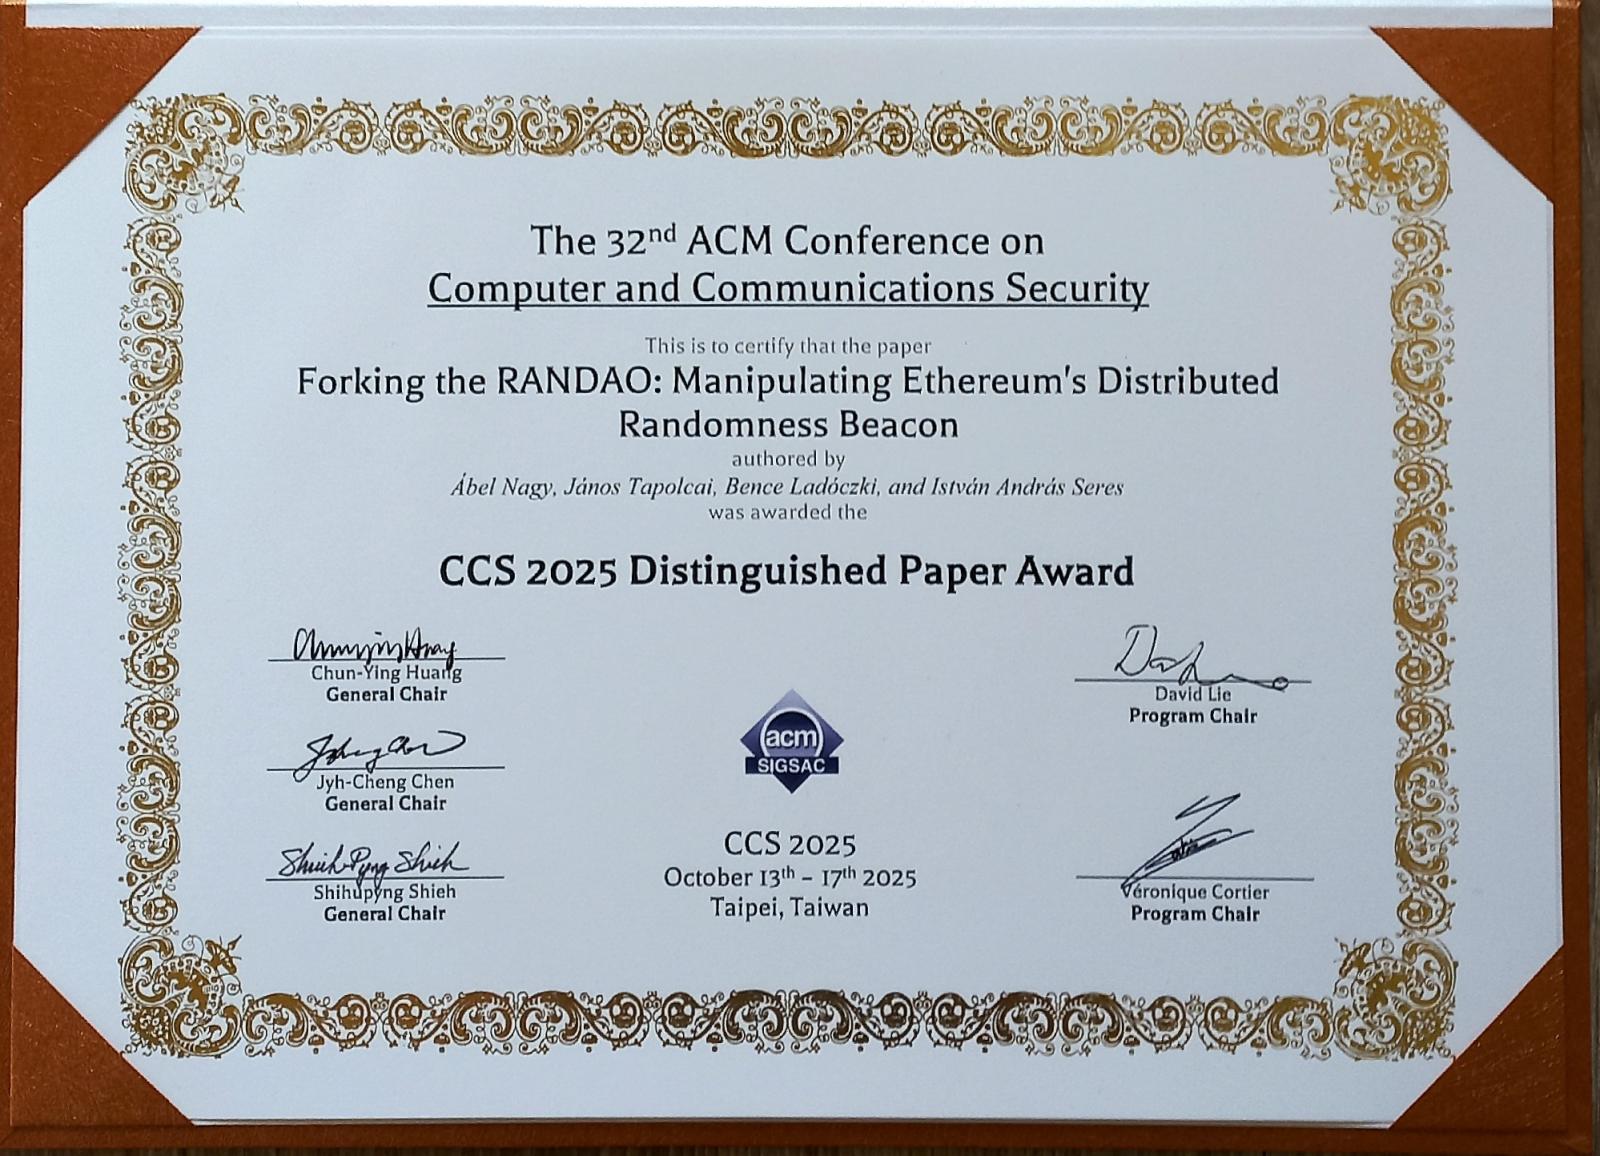 The 32nd ACM Conference on
Computer and Communications Security
This is to certify that the paper
Forking the RANDAO: Manipulating Ethereum's Distributed
Randomness Beacon
authored by
Ábel Nagy, János Tapolcai, Bence Ladóczki, and István András Seres
was awarded the
CCS 2025 Distinguished Paper Award
Chun-Ying Huang
General Chair
Jyh-Cheng Chen
General Chair
Shihpyng Shieh
Shiuhpyng Shieh
General Chair
acm
SIGSAC
CCS 2025
October 13th – 17th 2025
Taipei, Taiwan
David Lie
Program Chair
Véronique Cortier
Program Chair